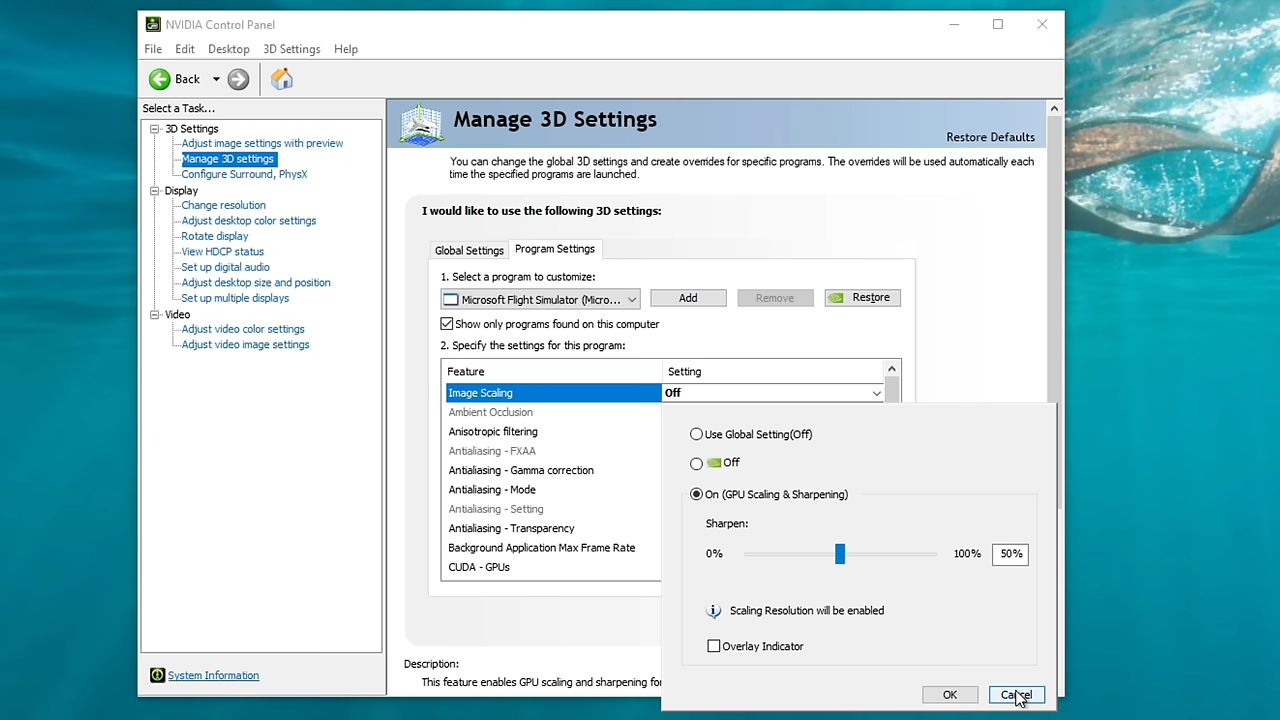 NVIDIA Control Panel
File Edit Desktop 3D Settings Help
Back
Select a Task...
3D Settings
Adjust image settings with preview
Manage 3D settings
Configure Surround, PhysX
Display
Change resolution
Adjust desktop color settings
Rotate display
View HDCP status
Set up digital audio
Adjust desktop size and position
Set up multiple displays
Video
Adjust video color settings
Adjust video image settings
System Information
Manage 3D Settings
Restore Defaults
You can change the global 3D settings and create overrides for specific programs. The overrides will be used automatically each
time the specified programs are launched.
I would like to use the following 3D settings:
Global Settings Program Settings
1. Select a program to customize:
Microsoft Flight Simulator (Micro... Add Remove Restore
Show only programs found on this computer
2. Specify the settings for this program:
Feature Setting
Image Scaling Off
Ambient Occlusion
Anisotropic filtering
Antialiasing - FXAA
Antialiasing - Gamma correction
Antialiasing - Mode
Antialiasing - Setting
Antialiasing - Transparency
Background Application Max Frame Rate
CUDA - GPUs
Use Global Setting(Off)
Off
On (GPU Scaling & Sharpening)
Sharpen:
0% 100% 50%
Scaling Resolution will be enabled
Overlay Indicator
OK Cancel
Description:
This feature enables GPU scaling and sharpening for